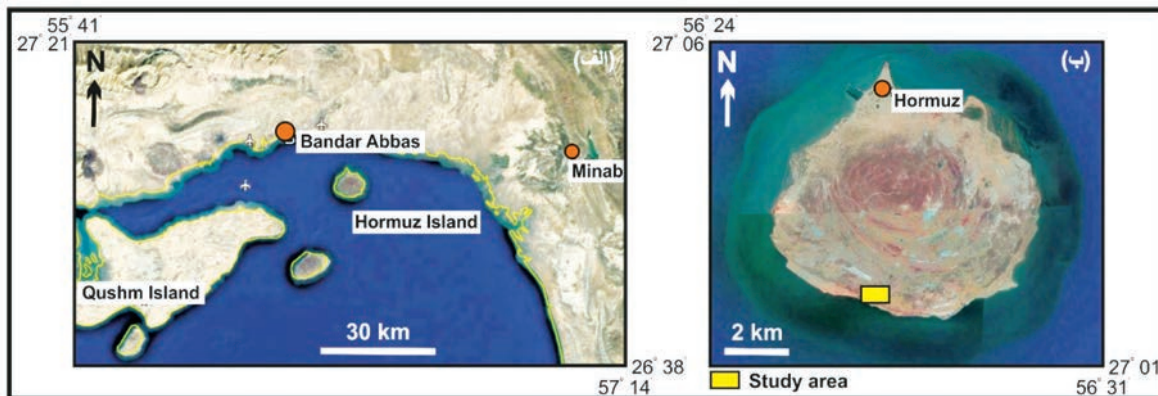 55° 41
27° 21
N
(الف)
Bandar Abbas
Minab
Hormuz Island
Qushm Island
30 km
26° 38
57° 14
56° 24
27° 06
N
(ب)
Hormuz
2 km
27° 01
56° 31
Study area